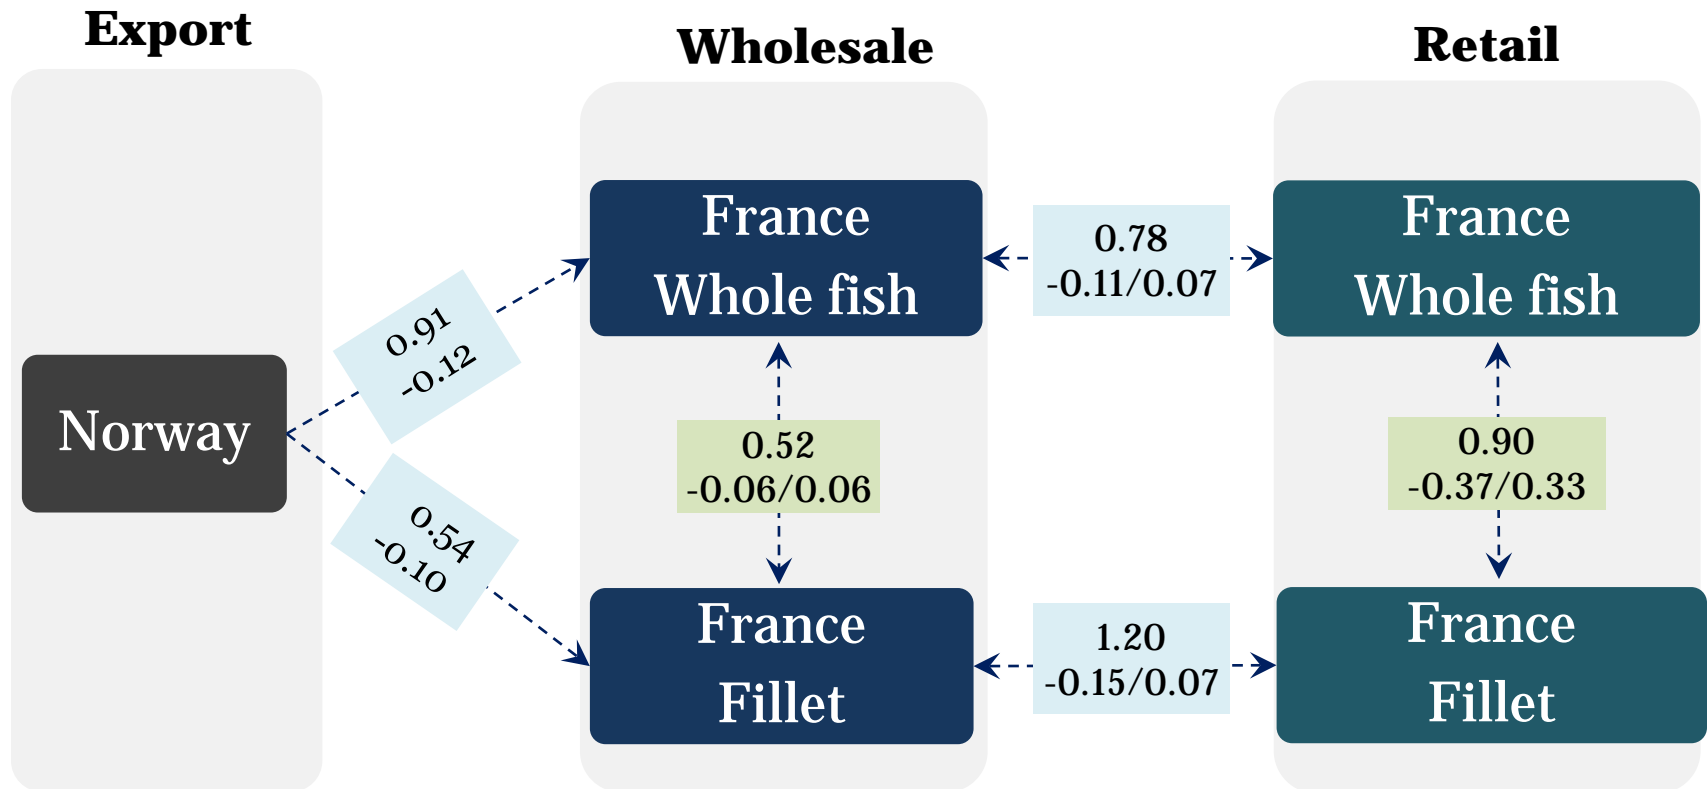 Export
Wholesale
Retail
Norway
0.91
-0.12
0.54
-0.10
France
Whole fish
0.52
-0.06/0.06
France
Fillet
0.78
-0.11/0.07
1.20
-0.15/0.07
France
Whole fish
0.90
-0.37/0.33
France
Fillet